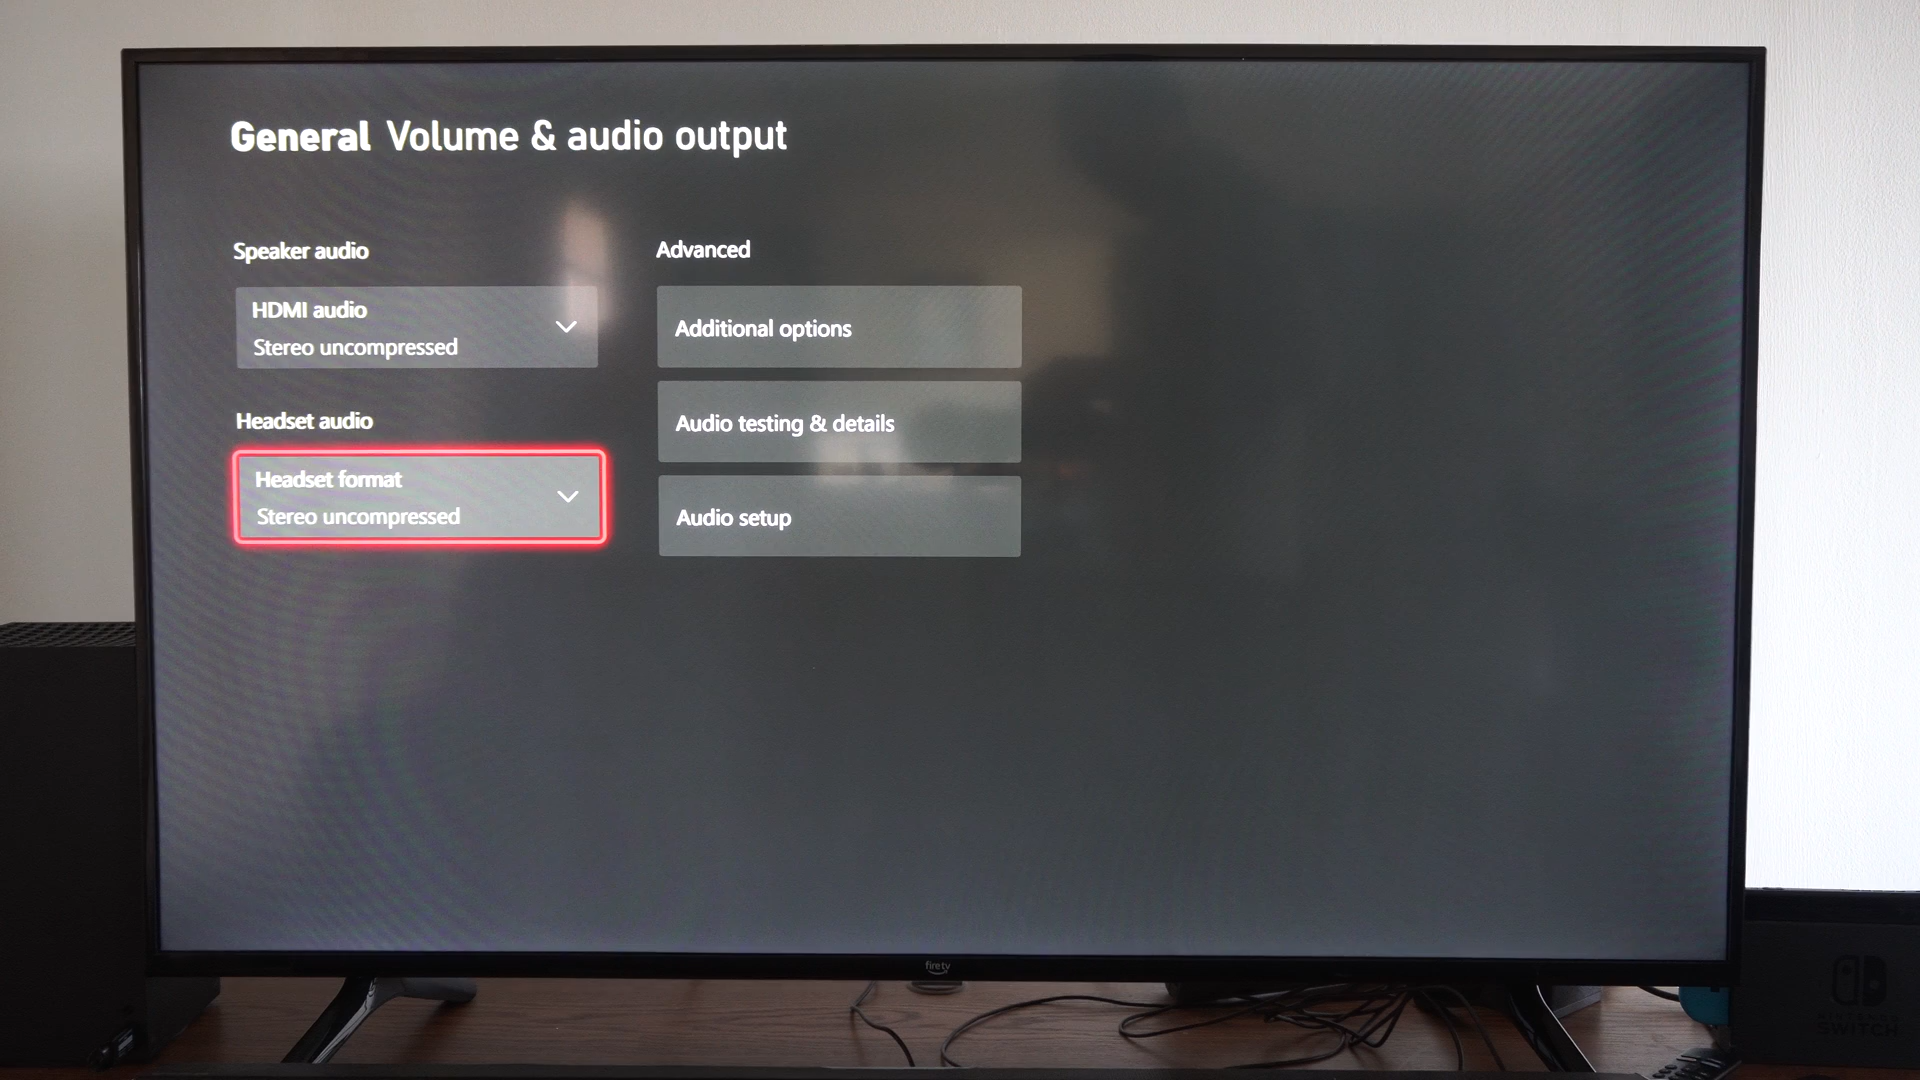 General Volume & audio output
Speaker audio
HDMI audio
Stereo uncompressed
Headset audio
Headset format
Stereo uncompressed
Advanced
Additional options
Audio testing & details
Audio setup
firetv
SWITCH